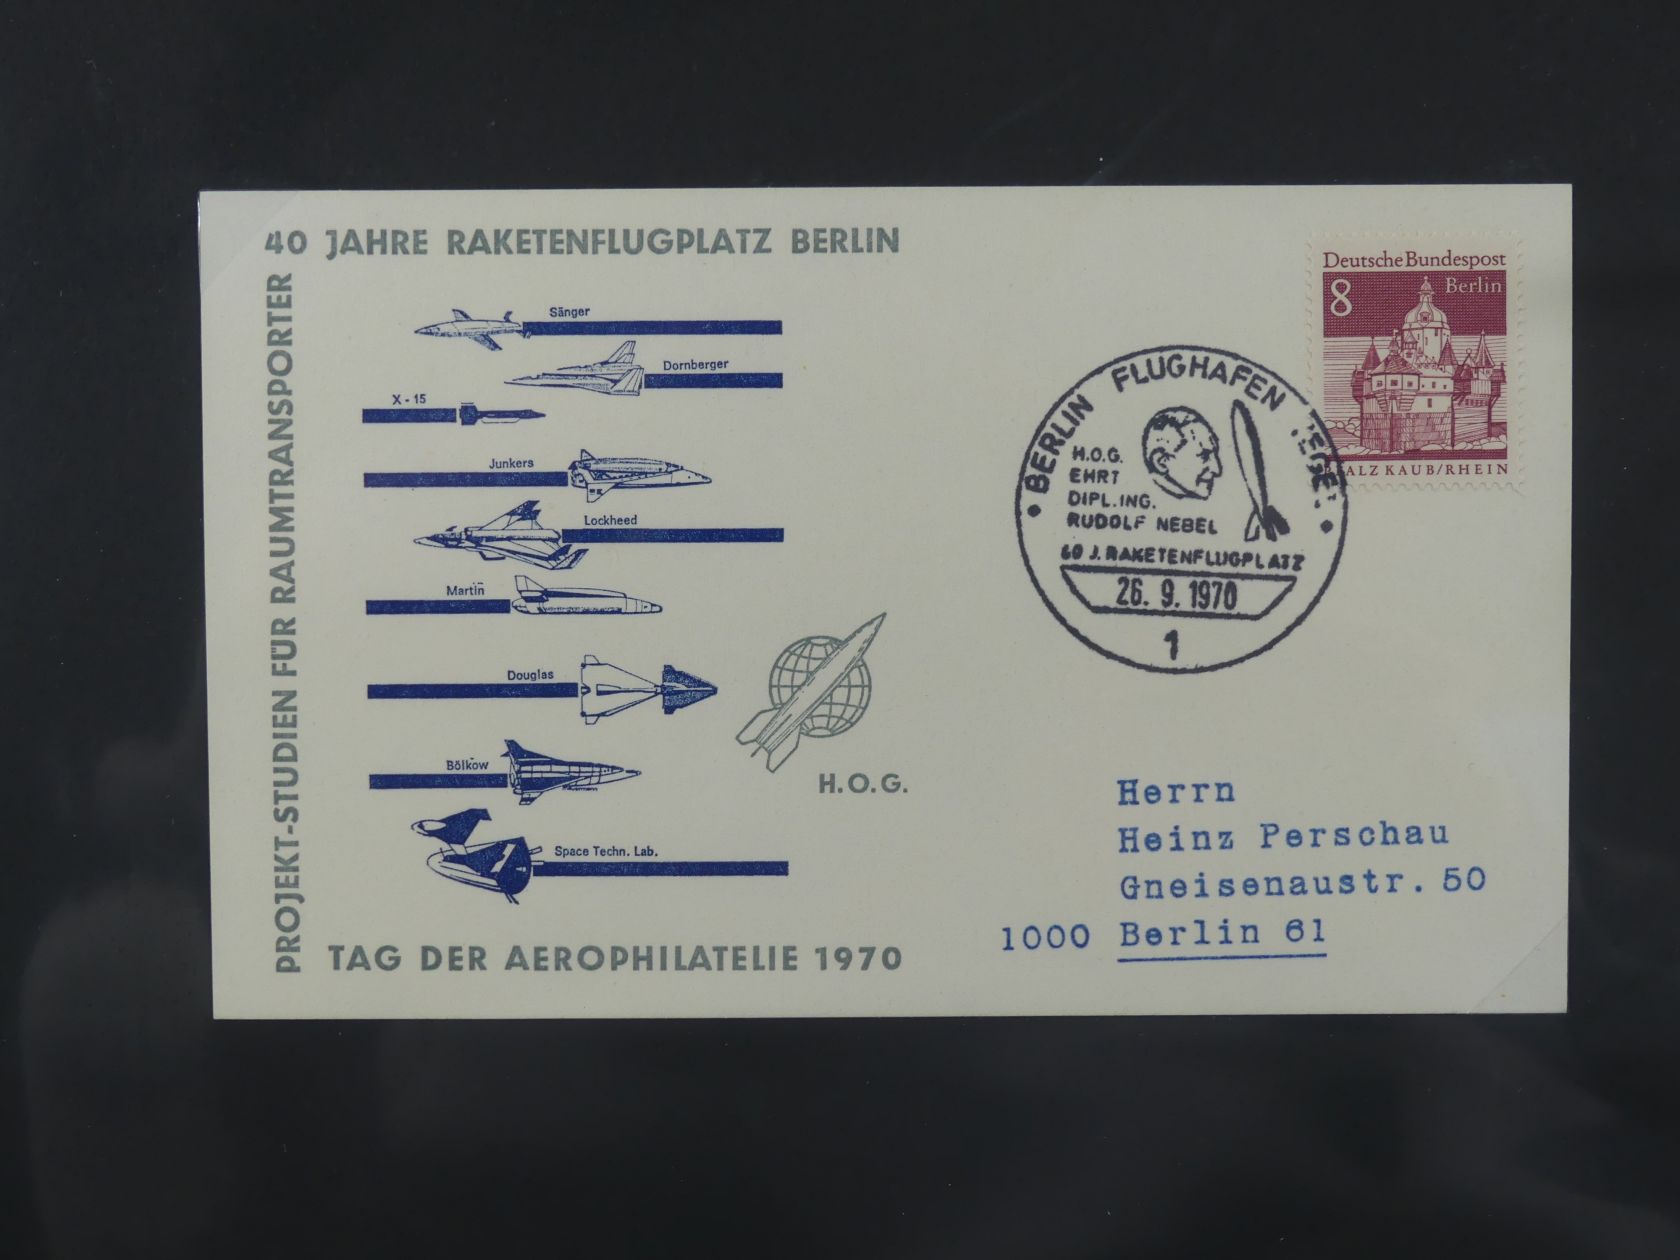 40 JAHRE RAKETENFLUGPLATZ BERLIN
PROJEKT-STUDIEN FÜR RAUMTRANSPORTER
Sänger
Dornberger
X - 15
Junkers
Lockheed
Martin
Douglas
Bölkow
Space Techn. Lab.
H.O.G.
TAG DER AEROPHILATELIE 1970
Deutsche Bundespost
8 Berlin
PFALZ KAUB/RHEIN
BERLIN FLUGHAFEN
H.O.G.
EHRT
DIPL.ING.
RUDOLF NEBEL
40 J. RAKETENFLUGPLATZ
26. 9. 1970
1
Herrn
Heinz Perschau
Gneisenaustr. 50
1000 Berlin 61